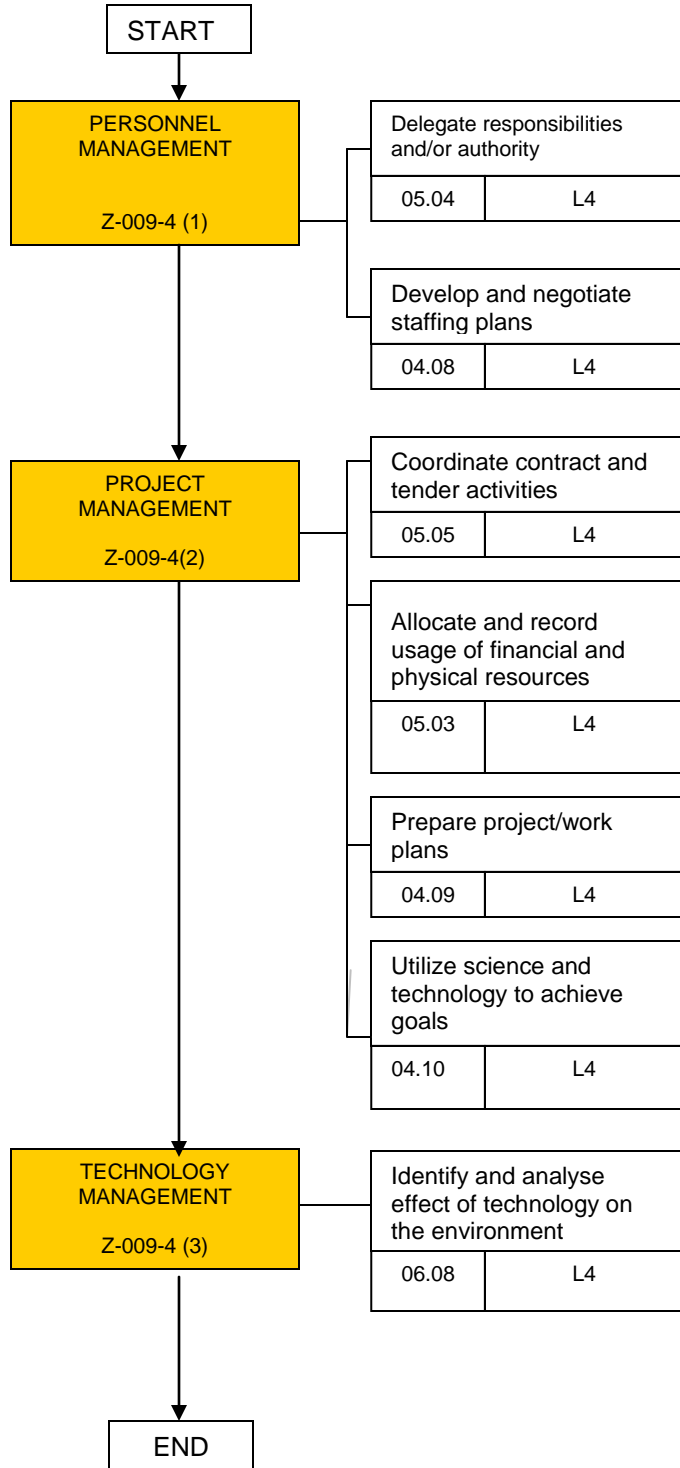 START
PERSONNEL
MANAGEMENT
Z-009-4 (1)
Delegate responsibilities
and/or authority
05.04 L4
Develop and negotiate
staffing plans
04.08 L4
PROJECT
MANAGEMENT
Z-009-4(2)
Coordinate contract and
tender activities
05.05 L4
Allocate and record
usage of financial and
physical resources
05.03 L4
Prepare project/work
plans
04.09 L4
Utilize science and
technology to achieve
goals
04.10 L4
TECHNOLOGY
MANAGEMENT
Z-009-4 (3)
Identify and analyse
effect of technology on
the environment
06.08 L4
END